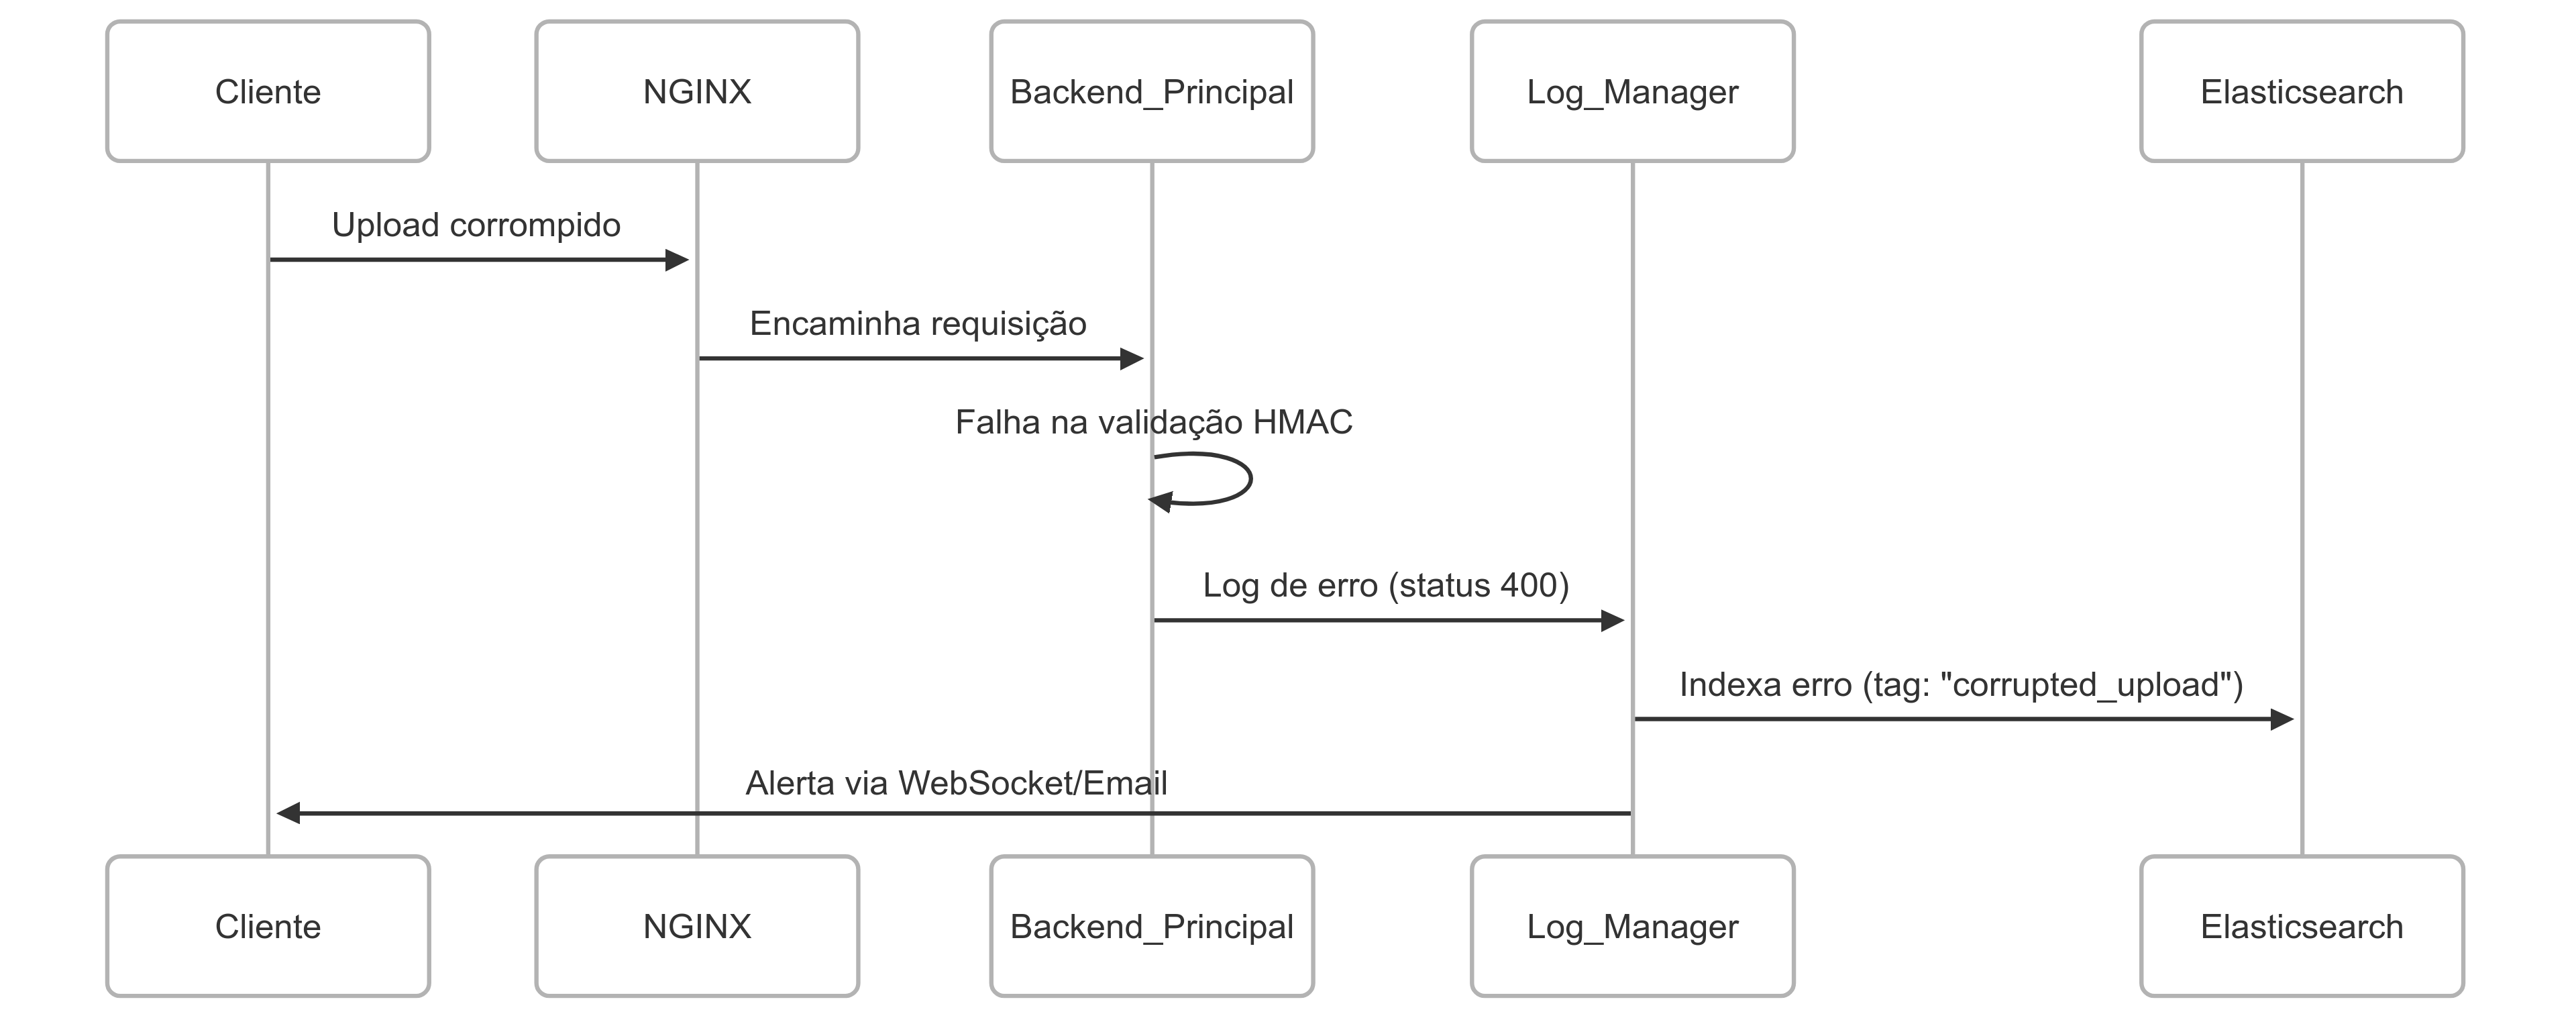 Cliente
NGINX
Backend_Principal
Log_Manager
Elasticsearch
Upload corrompido
Encaminha requisição
Falha na validação HMAC
Log de erro (status 400)
Indexa erro (tag: "corrupted_upload")
Alerta via WebSocket/Email
Cliente
NGINX
Backend_Principal
Log_Manager
Elasticsearch